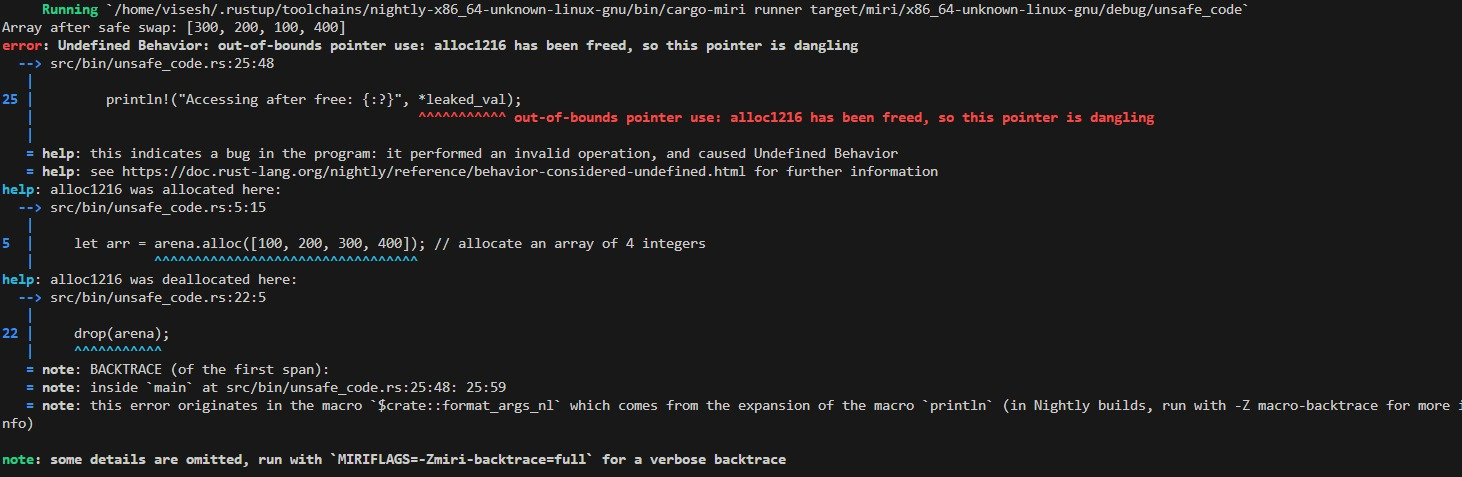 Running `/home/visesh/.rustup/toolchains/nightly-x86_64-unknown-linux-gnu/bin/cargo-miri runner target/miri/x86_64-unknown-linux-gnu/debug/unsafe_code`
Array after safe swap: [300, 200, 100, 400]
error: Undefined Behavior: out-of-bounds pointer use: alloc1216 has been freed, so this pointer is dangling
  --> src/bin/unsafe_code.rs:25:48
   |
25 |         println!("Accessing after free: {:?}", *leaked_val);
   |                                                ^^^^^^^^^^^ out-of-bounds pointer use: alloc1216 has been freed, so this pointer is dangling
   |
   = help: this indicates a bug in the program: it performed an invalid operation, and caused Undefined Behavior
   = help: see https://doc.rust-lang.org/nightly/reference/behavior-considered-undefined.html for further information
help: alloc1216 was allocated here:
  --> src/bin/unsafe_code.rs:5:15
   |
5  |     let arr = arena.alloc([100, 200, 300, 400]); // allocate an array of 4 integers
   |               ^^^^^^^^^^^^^^^^^^^^^^^^^^^^^^^^^
help: alloc1216 was deallocated here:
  --> src/bin/unsafe_code.rs:22:5
   |
22 |     drop(arena);
   |     ^^^^^^^^^^^
   = note: BACKTRACE (of the first span):
   = note: inside `main` at src/bin/unsafe_code.rs:25:48: 25:59
   = note: this error originates in the macro `$crate::format_args_nl` which comes from the expansion of the macro `println` (in Nightly builds, run with -Z macro-backtrace for more i
nfo)
note: some details are omitted, run with `MIRIFLAGS=-Zmiri-backtrace=full` for a verbose backtrace